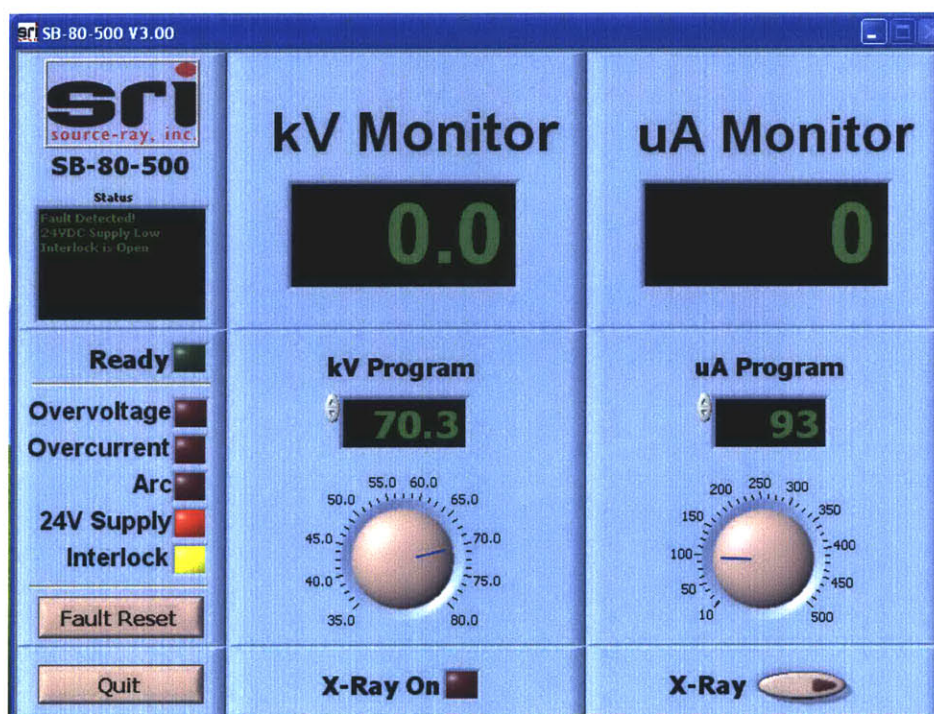 sri SB-80-500 V3.00
sri
source-ray, inc.
SB-80-500
Status
Fault Detected!
24VDC Supply Low
Interlock is Open
Ready
Overvoltage
Overcurrent
Arc
24V Supply
Interlock
Fault Reset
Quit
kV Monitor
0.0
kV Program
70.3
35.0 40.0 45.0 50.0 55.0 60.0 65.0 70.0 75.0 80.0
X-Ray On
uA Monitor
0
uA Program
93
10 50 100 150 200 250 300 350 400 450 500
X-Ray